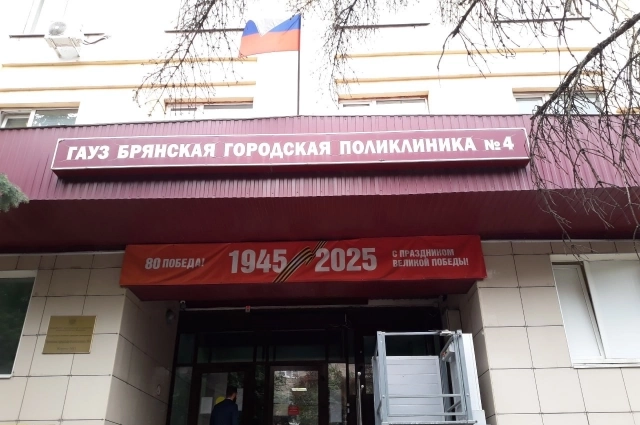 ГАУЗ БРЯНСКАЯ ГОРОДСКАЯ ПОЛИКЛИНИКА №4
80 ПОБЕДА!
1945 2025
С ПРАЗДНИКОМ
ВЕЛИКОЙ ПОБЕДЫ!